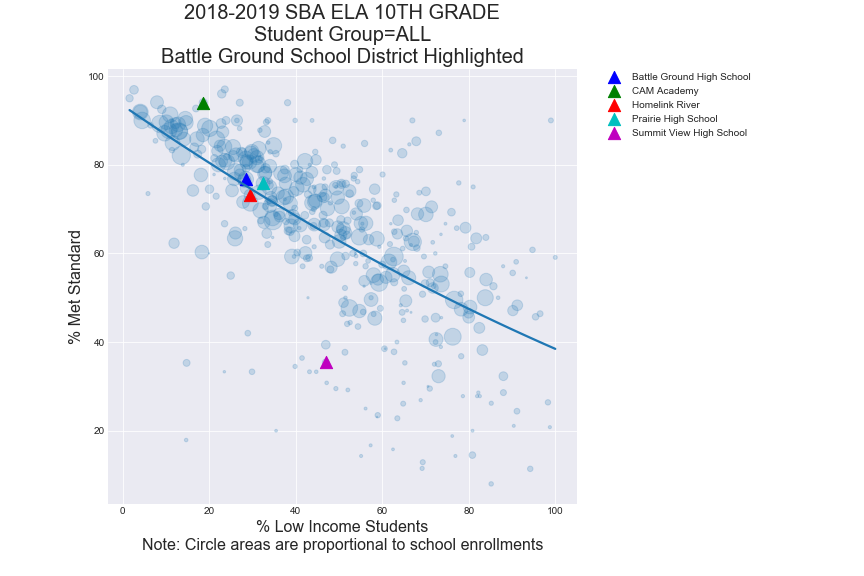 2018-2019 SBA ELA 10TH GRADE
Student Group=ALL
Battle Ground School District Highlighted
Battle Ground High School
CAM Academy
Homelink River
Prairie High School
Summit View High School
% Met Standard
100
80
60
40
20
0 20 40 60 80 100
% Low Income Students
Note: Circle areas are proportional to school enrollments